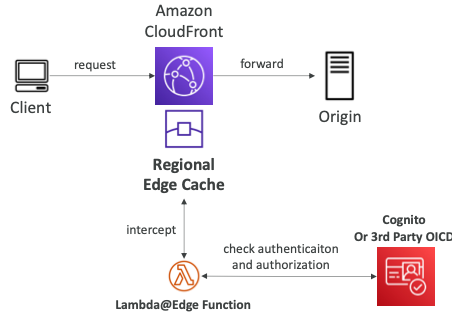 Amazon
CloudFront
request
forward
Client
Origin
Regional
Edge Cache
intercept
Cognito
Or 3rd Party OICD
check authenticaiton
and authorization
Lambda@Edge Function